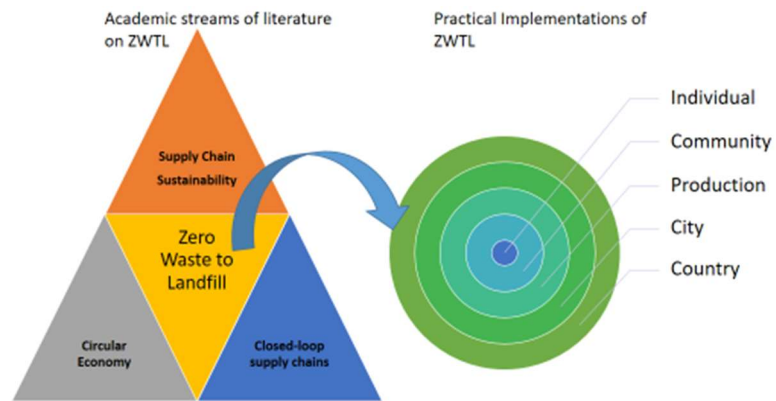 Academic streams of literature
on ZWTL
Practical Implementations of
ZWTL
Supply Chain
Sustainability
Zero
Waste to
Landfill
Circular
Economy
Closed-loop
supply chains
Individual
Community
Production
City
Country